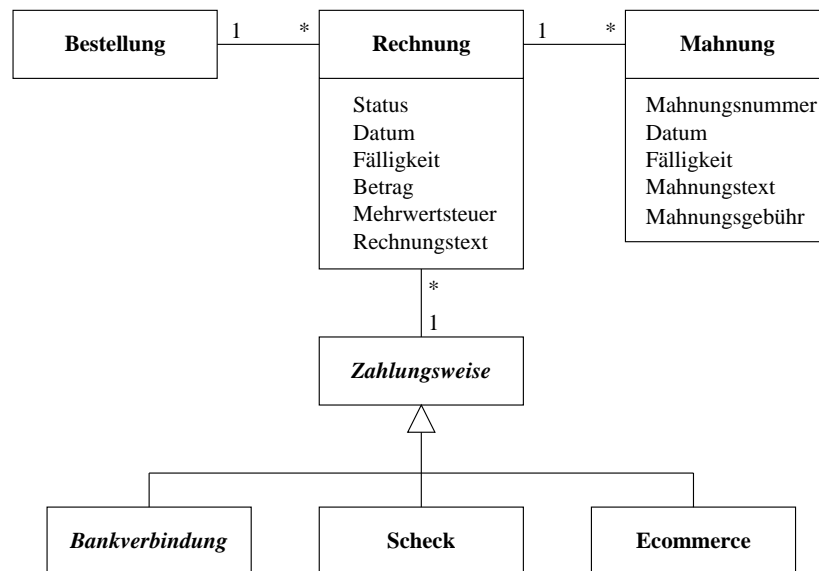 1 * 1 *
Bestellung Rechnung Mahnung
Status
Datum
Fälligkeit
Betrag
Mehrwertsteuer
Rechnungstext
Mahnungsnummer
Datum
Fälligkeit
Mahnungstext
Mahnungsgebühr
*
1
Zahlungsweise
Bankverbindung Scheck Ecommerce